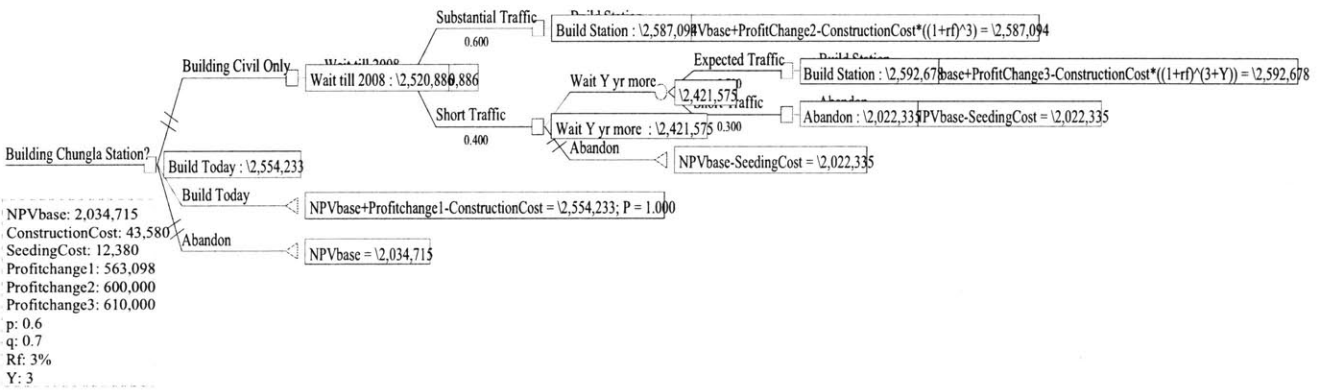 Substantial Traffic
Build Station : \2,587,094
Vbase+ProfitChange2-ConstructionCost*((1+rf)^3) = \2,587,094
0.600
Building Civil Only
Wait till 2008 : \2,520,886
Expected Traffic
Build Station : \2,592,678
base+ProfitChange3-ConstructionCost*((1+rf)^(3+Y)) = \2,592,678
Wait Y yr more
\2,421,575
Short Traffic
Short Traffic
0.400
Wait Y yr more : \2,421,575
0.300
Abandon : \2,022,335
NPVbase-SeedingCost = \2,022,335
Abandon
NPVbase-SeedingCost = \2,022,335
Building Chungla Station?
Build Today : \2,554,233
Build Today
NPVbase+Profitchange1-ConstructionCost = \2,554,233; P = 1.000
Abandon
NPVbase = \2,034,715
NPVbase: 2,034,715
ConstructionCost: 43,580
SeedingCost: 12,380
Profitchange1: 563,098
Profitchange2: 600,000
Profitchange3: 610,000
p: 0.6
q: 0.7
Rf: 3%
Y: 3